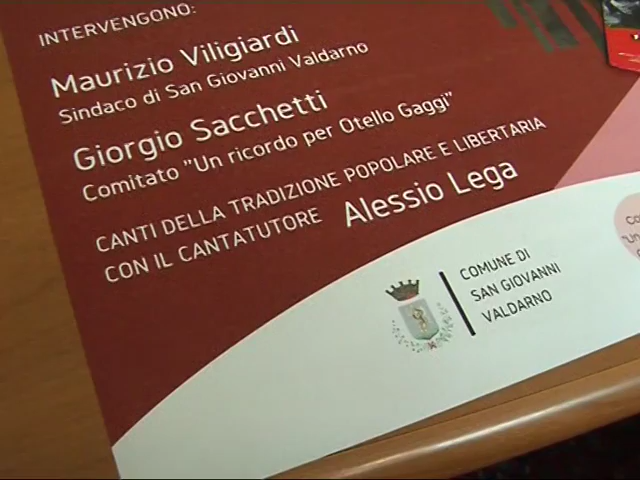 INTERVENGONO:
Maurizio Viligiardi
Sindaco di San Giovanni Valdarno
Giorgio Sacchetti
Comitato "Un ricordo per Otello Gaggi"
CANTI DELLA TRADIZIONE POPOLARE E LIBERTARIA
CON IL CANTATUTORE Alessio Lega
COMUNE DI
SAN GIOVANNI
VALDARNO